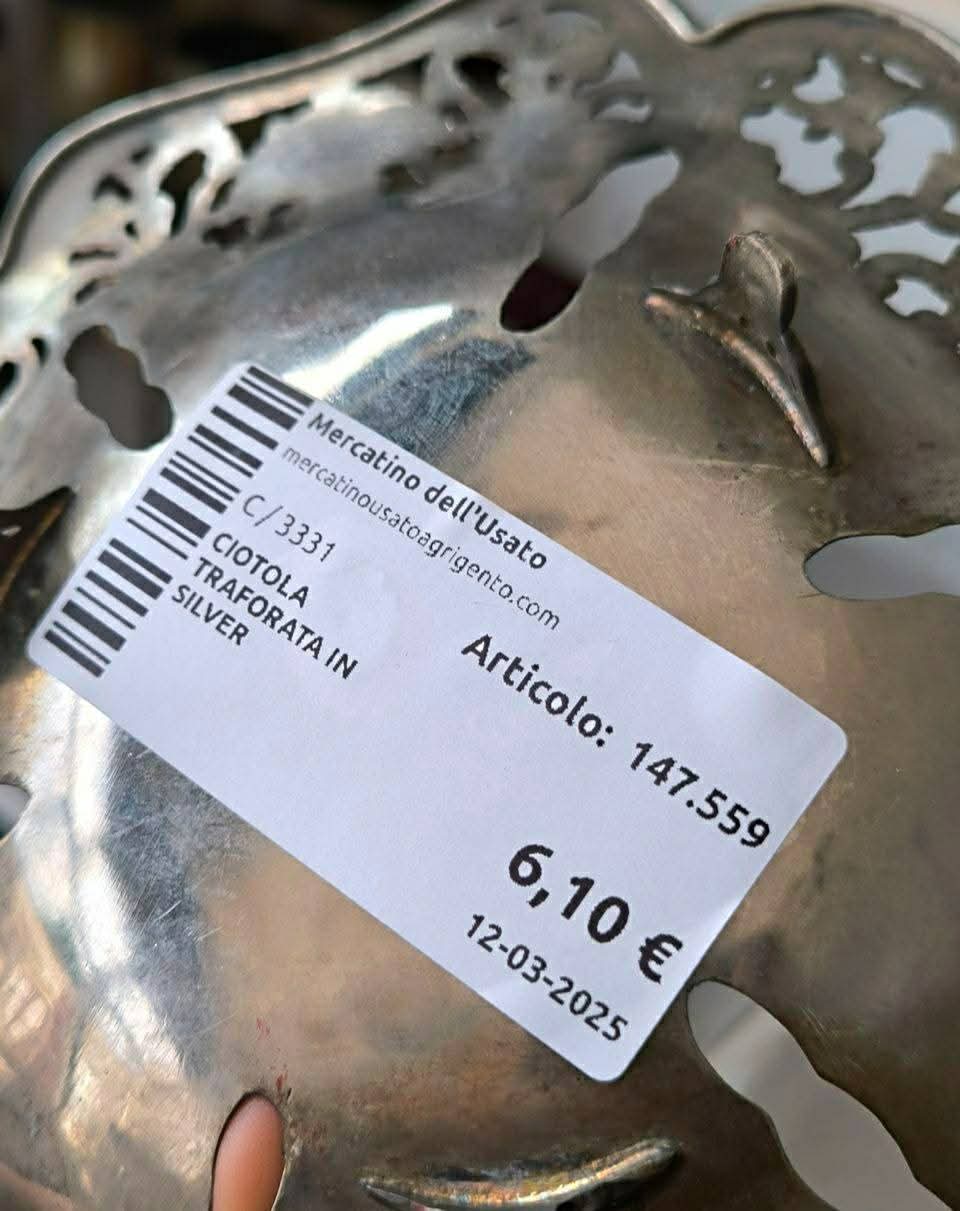 Mercatino dell'Usato
mercatinousatoagrigento.com
C/3331
CIOTOLA
TRAFORATA IN
SILVER
Articolo: 147.559
6,10 €
12-03-2025